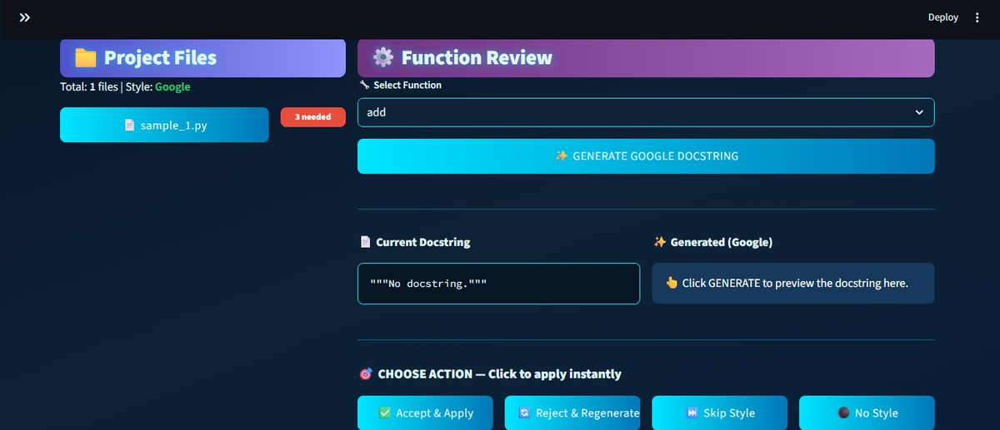 Deploy
📁 Project Files
Total: 1 files | Style: Google
📄 sample_1.py
3 needed
⚙️ Function Review
🔧 Select Function
add
✨ GENERATE GOOGLE DOCSTRING
📄 Current Docstring
"""No docstring."""
✨ Generated (Google)
👆 Click GENERATE to preview the docstring here.
🎯 CHOOSE ACTION — Click to apply instantly
✅ Accept & Apply
🔄 Reject & Regenerate
⏭️ Skip Style
⚫ No Style